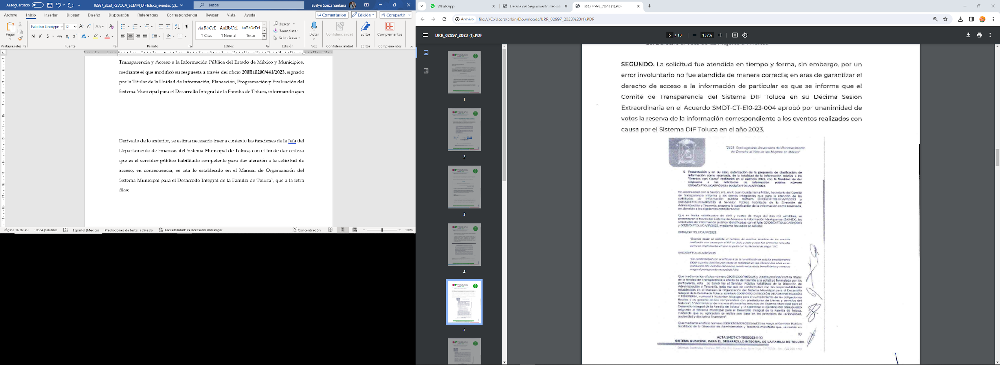 Autoguardado
02997_2023_REVOCA_SCMM_DIFToluca_eventos (2)...
Buscar
Evelyn Souza Santana
Archivo Inicio Insertar Dibujar Diseño Disposición Referencias Correspondencia Revisar Vista Ayuda
Comentarios Edición Compartir
Pegar
Palatino Linotype 12
N K S ab
AaBbCcI AaBbCcI AaBbCcDd
Citas Normal Texto
Buscar
Reemplazar
Seleccionar
Dictar Confidencialidad Editor Complementos
Portapapeles Fuente Párrafo Estilos Edición Voz Confidencialidad Editor Complementos
Transparencia y Acceso a la Información Pública del Estado de México y Municipios,
mediante el que modificó su respuesta a través del oficio 200B10200/441/2023, signado
por la Titular de la Unidad de Información, Planeación, Programación y Evaluación del
Sistema Municipal para el Desarrollo Integral de la Familia de Toluca, informando que:
Derivado de lo anterior, se estima necesario traer a contexto las funciones de la Jefa del
Departamento de Finanzas del Sistema Municipal de Toluca, con el fin de dar certeza
que es el servidor público habilitado competente para dar atención a la solicitud de
acceso, en consecuencia, se cita lo establecido en el Manual de Organización del
Sistema Municipal para el Desarrollo Integral de la Familia de Toluca², que a la letra
dice:
Página 16 de 49 10554 palabras Español (México) Predicciones de texto: activado Accesibilidad: es necesario investigar Concentración 100%
WhatsApp
Detalle del Seguimiento de Soli
URR_02997_2023 (1).PDF
Archivo file:///C:/Users/arkin/Downloads/URR_02997_2023%20(1).PDF
URR_02997_2023 (1).PDF
5 / 13 137%
1
2
3
4
5
del Derecho al Voto de las Mujeres en México"
SEGUNDO. La solicitud fue atendida en tiempo y forma, sin embargo, por un
error involuntario no fue atendida de manera correcta; en aras de garantizar el
derecho de acceso a la información de particular es que se informa que el
Comité de Transparencia del Sistema DIF Toluca en su Décima Sesión
Extraordinaria en el Acuerdo SMDT-CT-E10-23-004 aprobó por unanimidad de
votos la reserva de la información correspondiente a los eventos realizados con
causa por el Sistema DIF Toluca en el año 2023.
"2023. Septuagésimo Aniversario del Reconocimiento
del Derecho al Voto de las Mujeres en México"
6. Presentación y en su caso, autorización de la propuesta de clasificación de
información como reservada, de la totalidad de la información relativa a los
"Eventos con Causa" realizados en el ejercicio 2023, con la finalidad de dar
respuesta a las solicitudes de información pública número
00106/DIFTOLUCA/IP/2023 y 00132/DIFTOLUCA/IP/2023.
En continuidad con la Sesión, el L. en P. Juan Guadarrama Millán, Secretario del Comité
de Transparencia informa a los demás integrantes que para la atención de las
solicitudes de información pública número 00106/DIFTOLUCA/IP/2023 y
00132/DIFTOLUCA/IP/2023 el Servidor Público habilitado de la Dirección de
Administración y Tesorería, propone la clasificación de la información como reservada,
en atención a los siguientes considerandos:
Que en fecha veinticuatro de abril y cuatro de mayo del dos mil veintitrés, se
presentaron a través del Sistema de Acceso a la Información Mexiquense (SAIMEX), las
solicitudes de información pública identificadas con el folio 00106/DIFTOLUCA/IP/2023
y 00132/DIFTOLUCA/IP/2023, mediante las cuales se solicitó:
00106/DIFTOLUCA/IP/2023
"Buenas tardes se solicita el número de eventos, nombre de los eventos
realizados con causa por el DIF en 2022 y 2023 y cual fue el monto recaudo,
como se implementó, en que se gasto con las facturas de pago." SIC.
00132/DIFTOLUCA/IP/2023
"De conformidad con el artículo 6 de la constitución se solicita amablemente
saber cuantos eventos con causa se realizaron en los últimos dos años en su
institución DIF, nombre del evento, monto recaudado, beneficiarios y como se
erogo el presupuesto recaudado." SIC
Que mediante los oficios número 200B10200/196/2023 y 200B10200/256/2023 la Titular
de la Unidad de Transparencia a efecto de dar trámite a la solicitud formulada por los
particulares, esta se turnó las al Servidor Público habilitado de la Dirección de
Administración y Tesorería, toda vez que de conformidad con las responsabilidades
establecidas en el Manual de Organización del Sistema Municipal para el Desarrollo
Integral de la Familia de Toluca, apartado 200B10500 DIRECCIÓN DE ADMINISTRACIÓN
Y TESORERÍA, numeral 1 "Autorizar los pagos para el cumplimiento de las obligaciones
fiscales y en general de los compromisos con prestadores de bienes y servicios del
Sistema", 5 "Administrar de manera eficiente los recursos del Sistema Municipal para el
Desarrollo Integral de la Familia de Toluca" y 12 Coordinar el ejercicio del presupuesto
asignado al Sistema Municipal para el Desarrollo Integral de la Familia de Toluca,
cuidando que su aplicación se realice con base en los principios de racionalidad,
austeridad y disciplina financiera".
Que mediante el oficio número del 23 de mayo, el Servidor Público
habilitado de la Dirección de Administración y Tesorería manifestó que, se realizó un
10
ACTA SMDT-CT-19052023-E-10
SISTEMA MUNICIPAL PARA EL DESARROLLO INTEGRAL DE LA FAMILIA DE TOLUCA